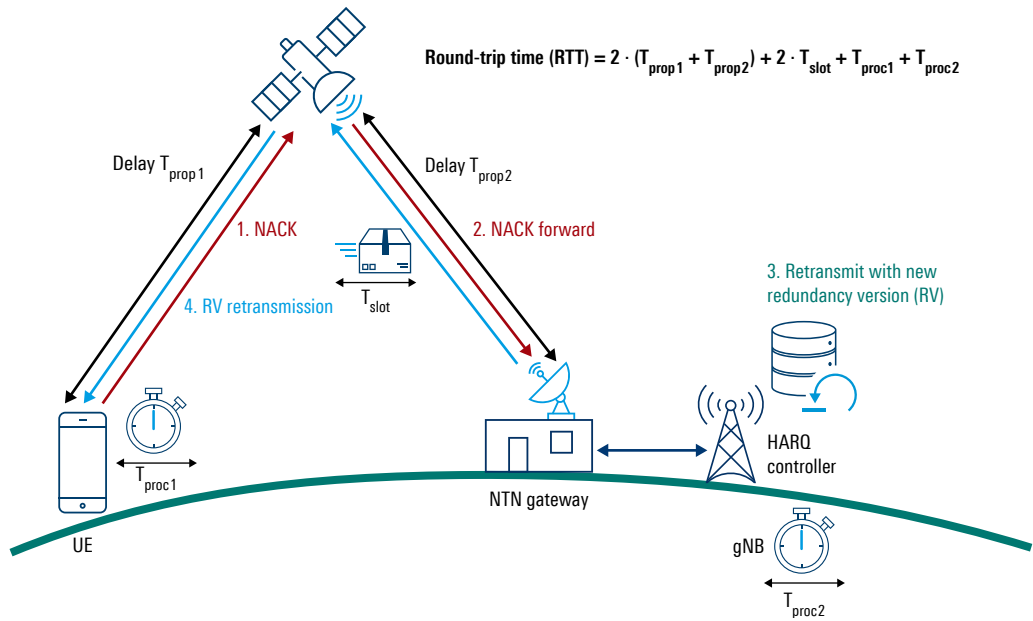 Round-trip time (RTT) = 2 · (Tprop1 + Tprop2) + 2 · Tslot + Tproc1 + Tproc2
Delay Tprop1
Delay Tprop2
1. NACK
2. NACK forward
3. Retransmit with new
redundancy version (RV)
4. RV retransmission
Tslot
HARQ
controller
Tproc1
NTN gateway
UE
gNB
Tproc2